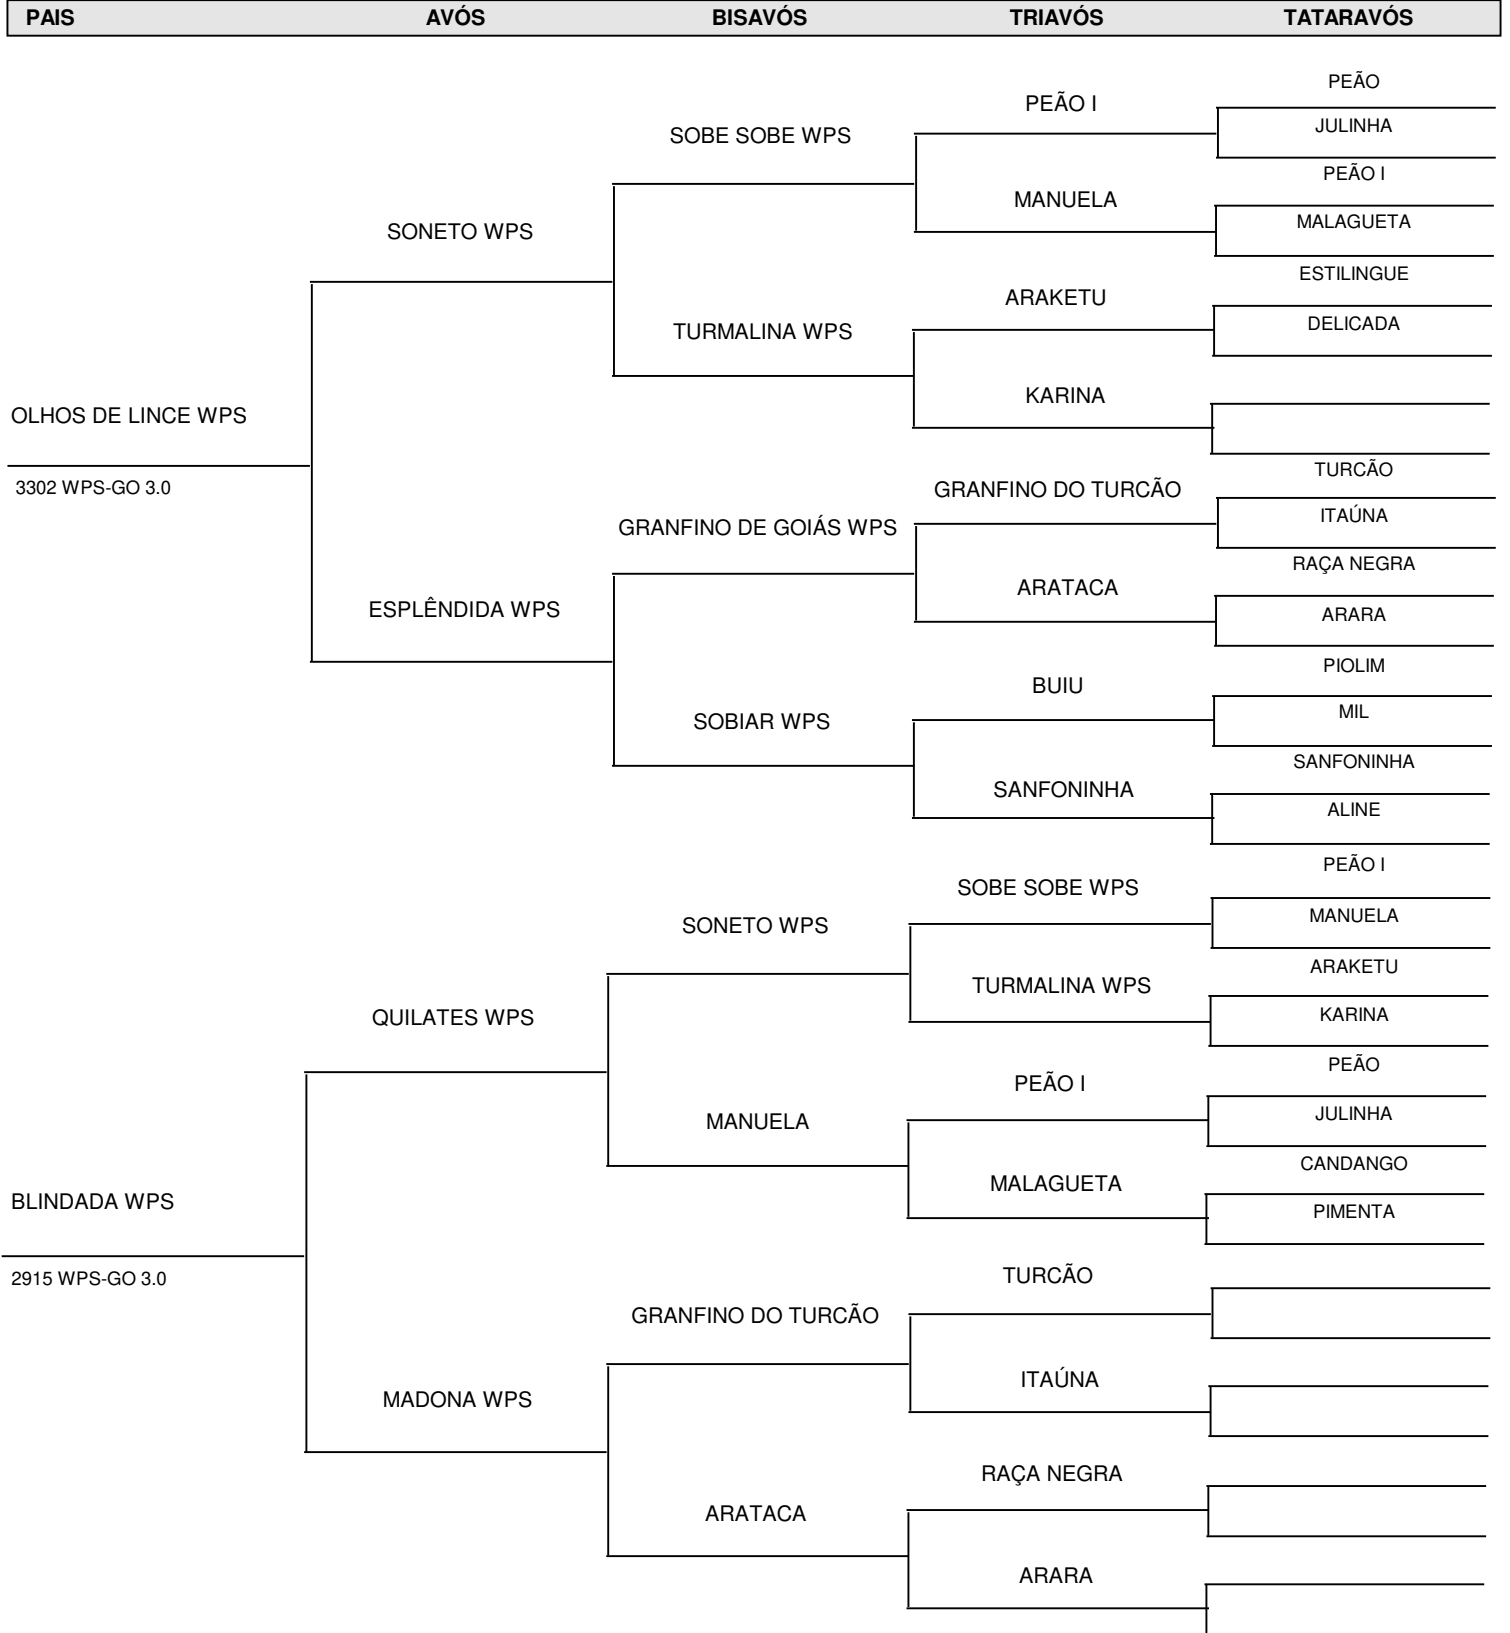 PAIS AVÓS BISAVÓS TRIAVÓS TATARAVÓS
PEÃO
PEÃO I
JULINHA
SOBE SOBE WPS
PEÃO I
MANUELA
MALAGUETA
SONETO WPS
ESTILINGUE
ARAKETU
DELICADA
TURMALINA WPS
KARINA
OLHOS DE LINCE WPS
TURCÃO
3302 WPS-GO 3.0
GRANFINO DO TURCÃO
ITAÚNA
GRANFINO DE GOIÁS WPS
RAÇA NEGRA
ARATACA
ESPLÊNDIDA WPS
ARARA
PIOLIM
BUIU
MIL
SOBIAR WPS
SANFONINHA
SANFONINHA
ALINE
PEÃO I
SOBE SOBE WPS
MANUELA
SONETO WPS
ARAKETU
TURMALINA WPS
KARINA
QUILATES WPS
PEÃO
PEÃO I
JULINHA
MANUELA
CANDANGO
MALAGUETA
BLINDADA WPS
PIMENTA
TURCÃO
2915 WPS-GO 3.0
GRANFINO DO TURCÃO
ITAÚNA
MADONA WPS
RAÇA NEGRA
ARATACA
ARARA